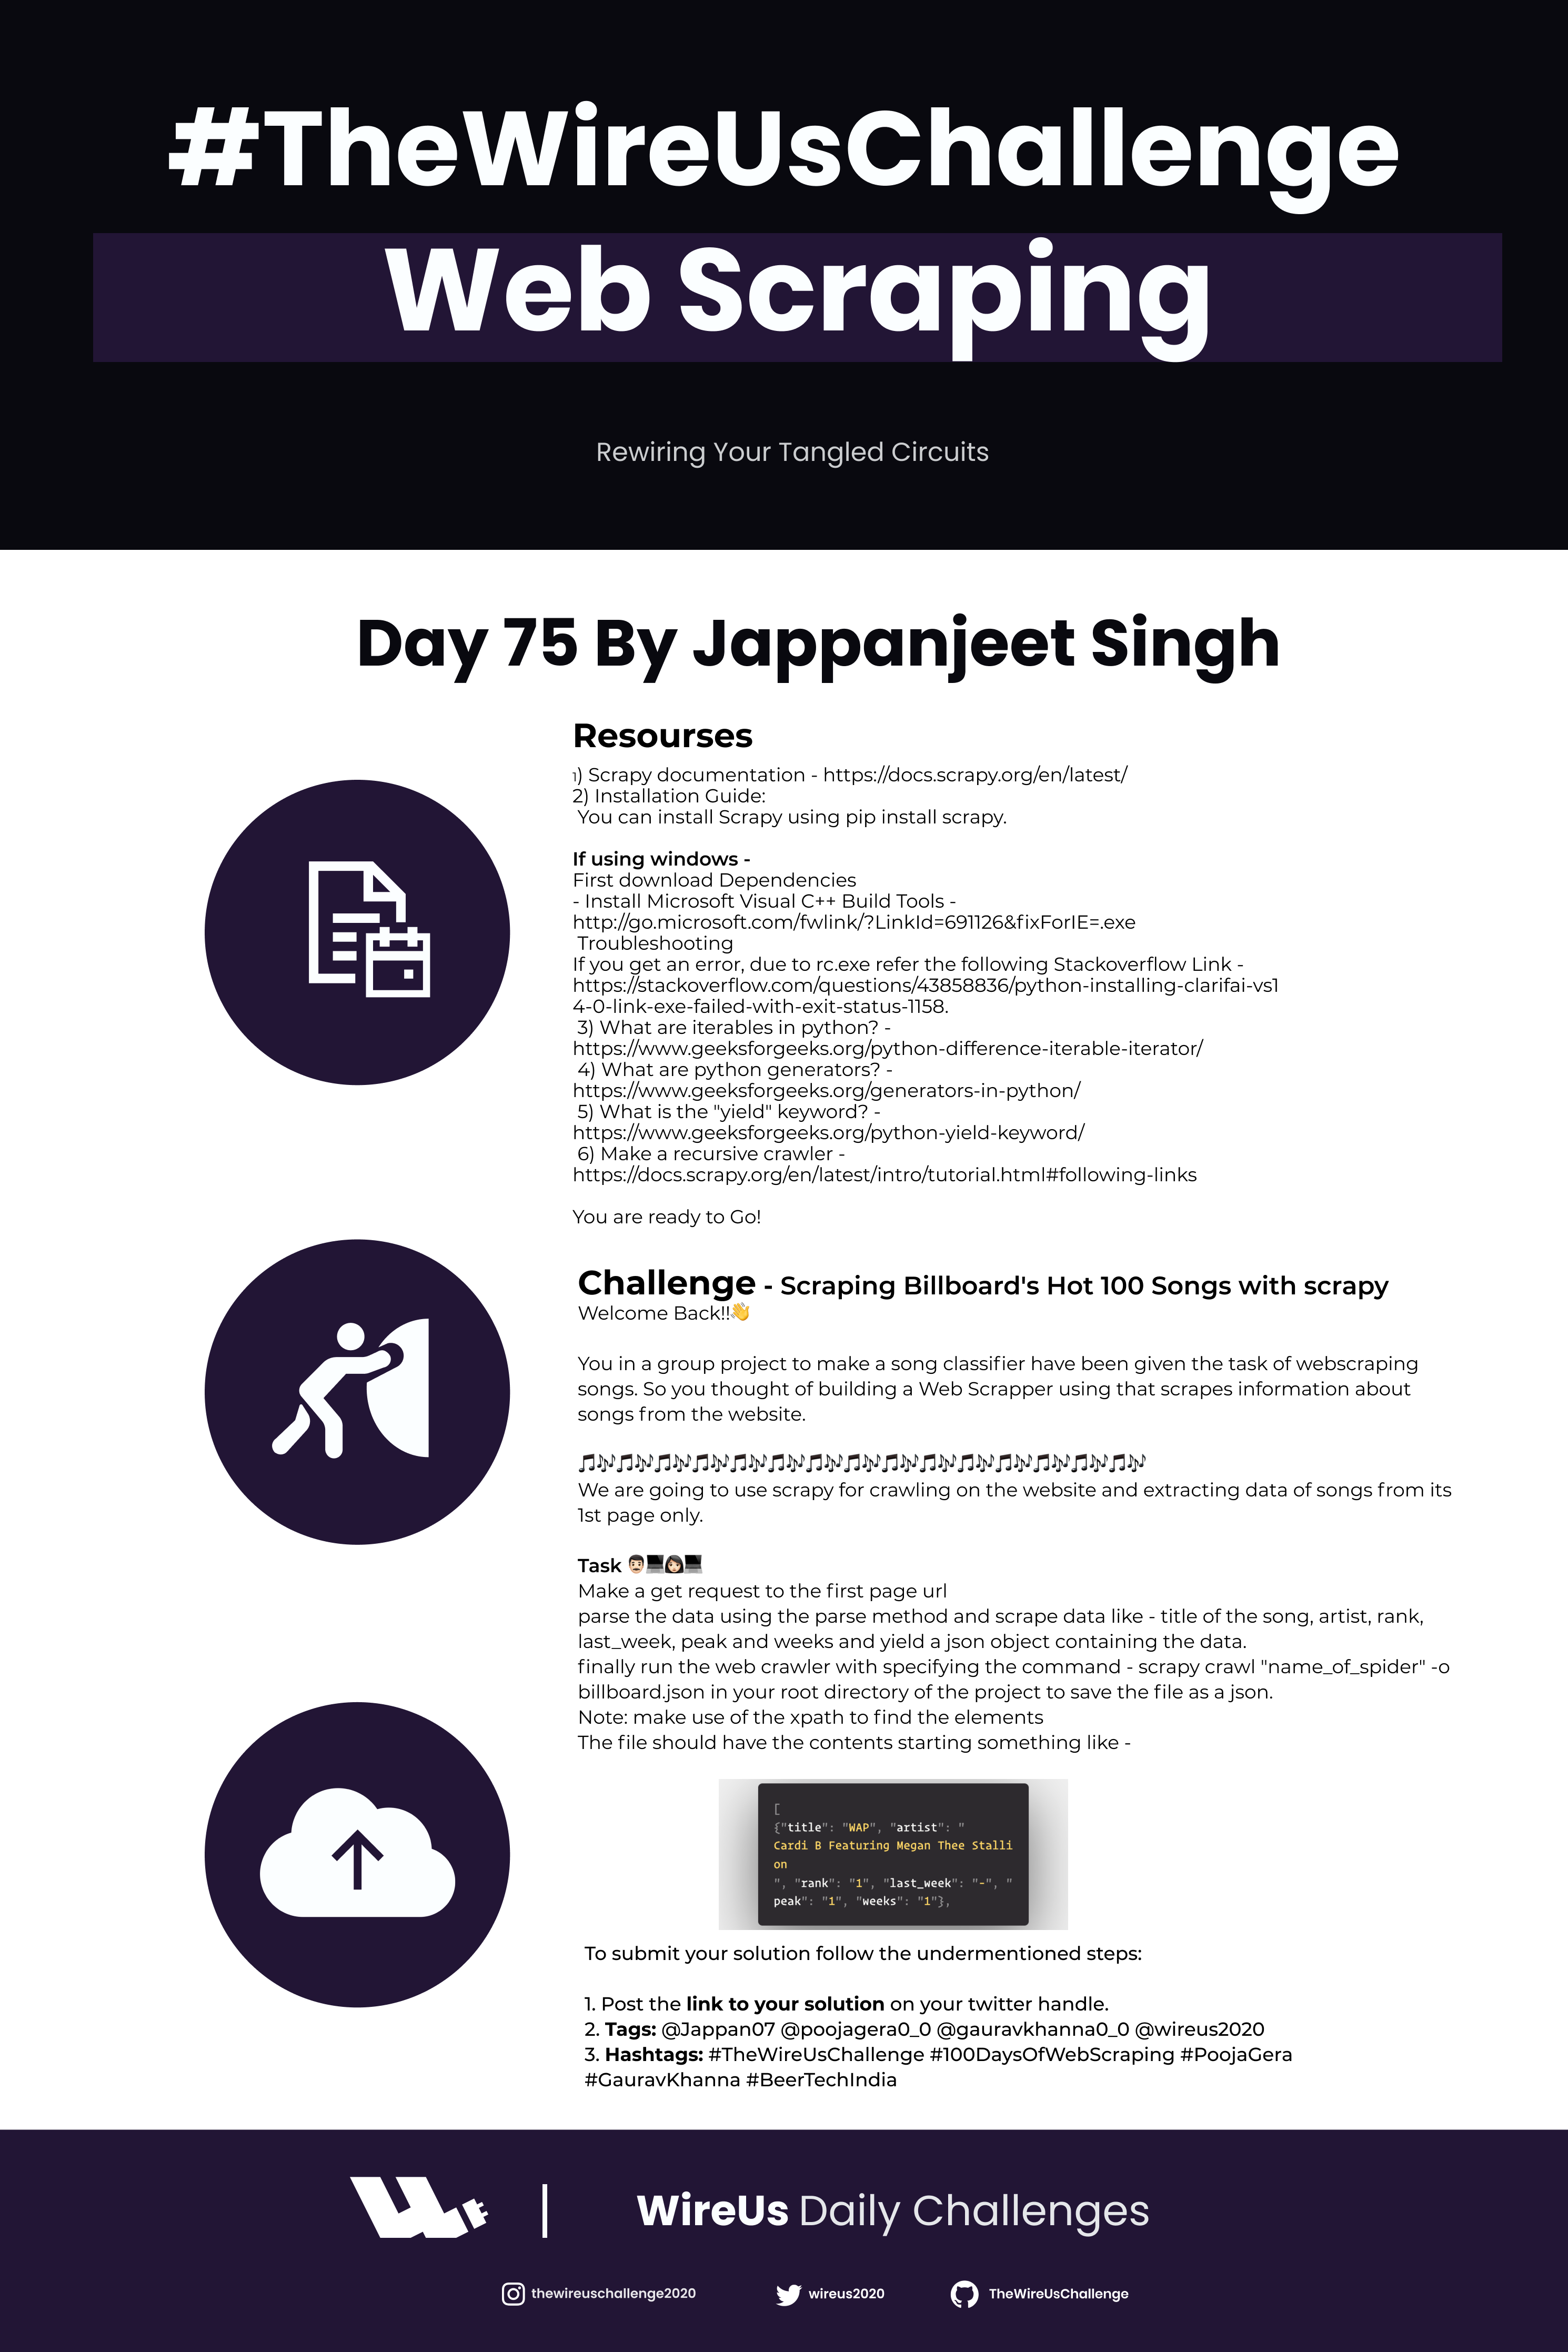 #TheWireUsChallenge
Web Scraping
Rewiring Your Tangled Circuits
Day 75 By Jappanjeet Singh
Resourses
1) Scrapy documentation - https://docs.scrapy.org/en/latest/
2) Installation Guide:
You can install Scrapy using pip install scrapy.
If using windows -
First download Dependencies
- Install Microsoft Visual C++ Build Tools -
http://go.microsoft.com/fwlink/?LinkId=691126&fixForIE=.exe
Troubleshooting
If you get an error, due to rc.exe refer the following Stackoverflow Link -
https://stackoverflow.com/questions/43858836/python-installing-clarifai-vs1
4-0-link-exe-failed-with-exit-status-1158.
3) What are iterables in python? -
https://www.geeksforgeeks.org/python-difference-iterable-iterator/
4) What are python generators? -
https://www.geeksforgeeks.org/generators-in-python/
5) What is the "yield" keyword? -
https://www.geeksforgeeks.org/python-yield-keyword/
6) Make a recursive crawler -
https://docs.scrapy.org/en/latest/intro/tutorial.html#following-links
You are ready to Go!
Challenge - Scraping Billboard's Hot 100 Songs with scrapy
Welcome Back!!👋
You in a group project to make a song classifier have been given the task of webscraping
songs. So you thought of building a Web Scrapper using that scrapes information about
songs from the website.
🎵🎶🎵🎶🎵🎶🎵🎶🎵🎶🎵🎶🎵🎶🎵🎶🎵🎶🎵🎶🎵🎶🎵🎶🎵🎶🎵🎶🎵🎶
We are going to use scrapy for crawling on the website and extracting data of songs from its
1st page only.
Task 👨🏻💻👩🏻💻
Make a get request to the first page url
parse the data using the parse method and scrape data like - title of the song, artist, rank,
last_week, peak and weeks and yield a json object containing the data.
finally run the web crawler with specifying the command - scrapy crawl "name_of_spider" -o
billboard.json in your root directory of the project to save the file as a json.
Note: make use of the xpath to find the elements
The file should have the contents starting something like -
[
{"title": "WAP", "artist": "
Cardi B Featuring Megan Thee Stalli
on
", "rank": "1", "last_week": "-", "
peak": "1", "weeks": "1"},
To submit your solution follow the undermentioned steps:
1. Post the link to your solution on your twitter handle.
2. Tags: @Jappan07 @poojagera0_0 @gauravkhanna0_0 @wireus2020
3. Hashtags: #TheWireUsChallenge #100DaysOfWebScraping #PoojaGera
#GauravKhanna #BeerTechIndia
WireUs Daily Challenges
thewireuschallenge2020
wireus2020
TheWireUsChallenge